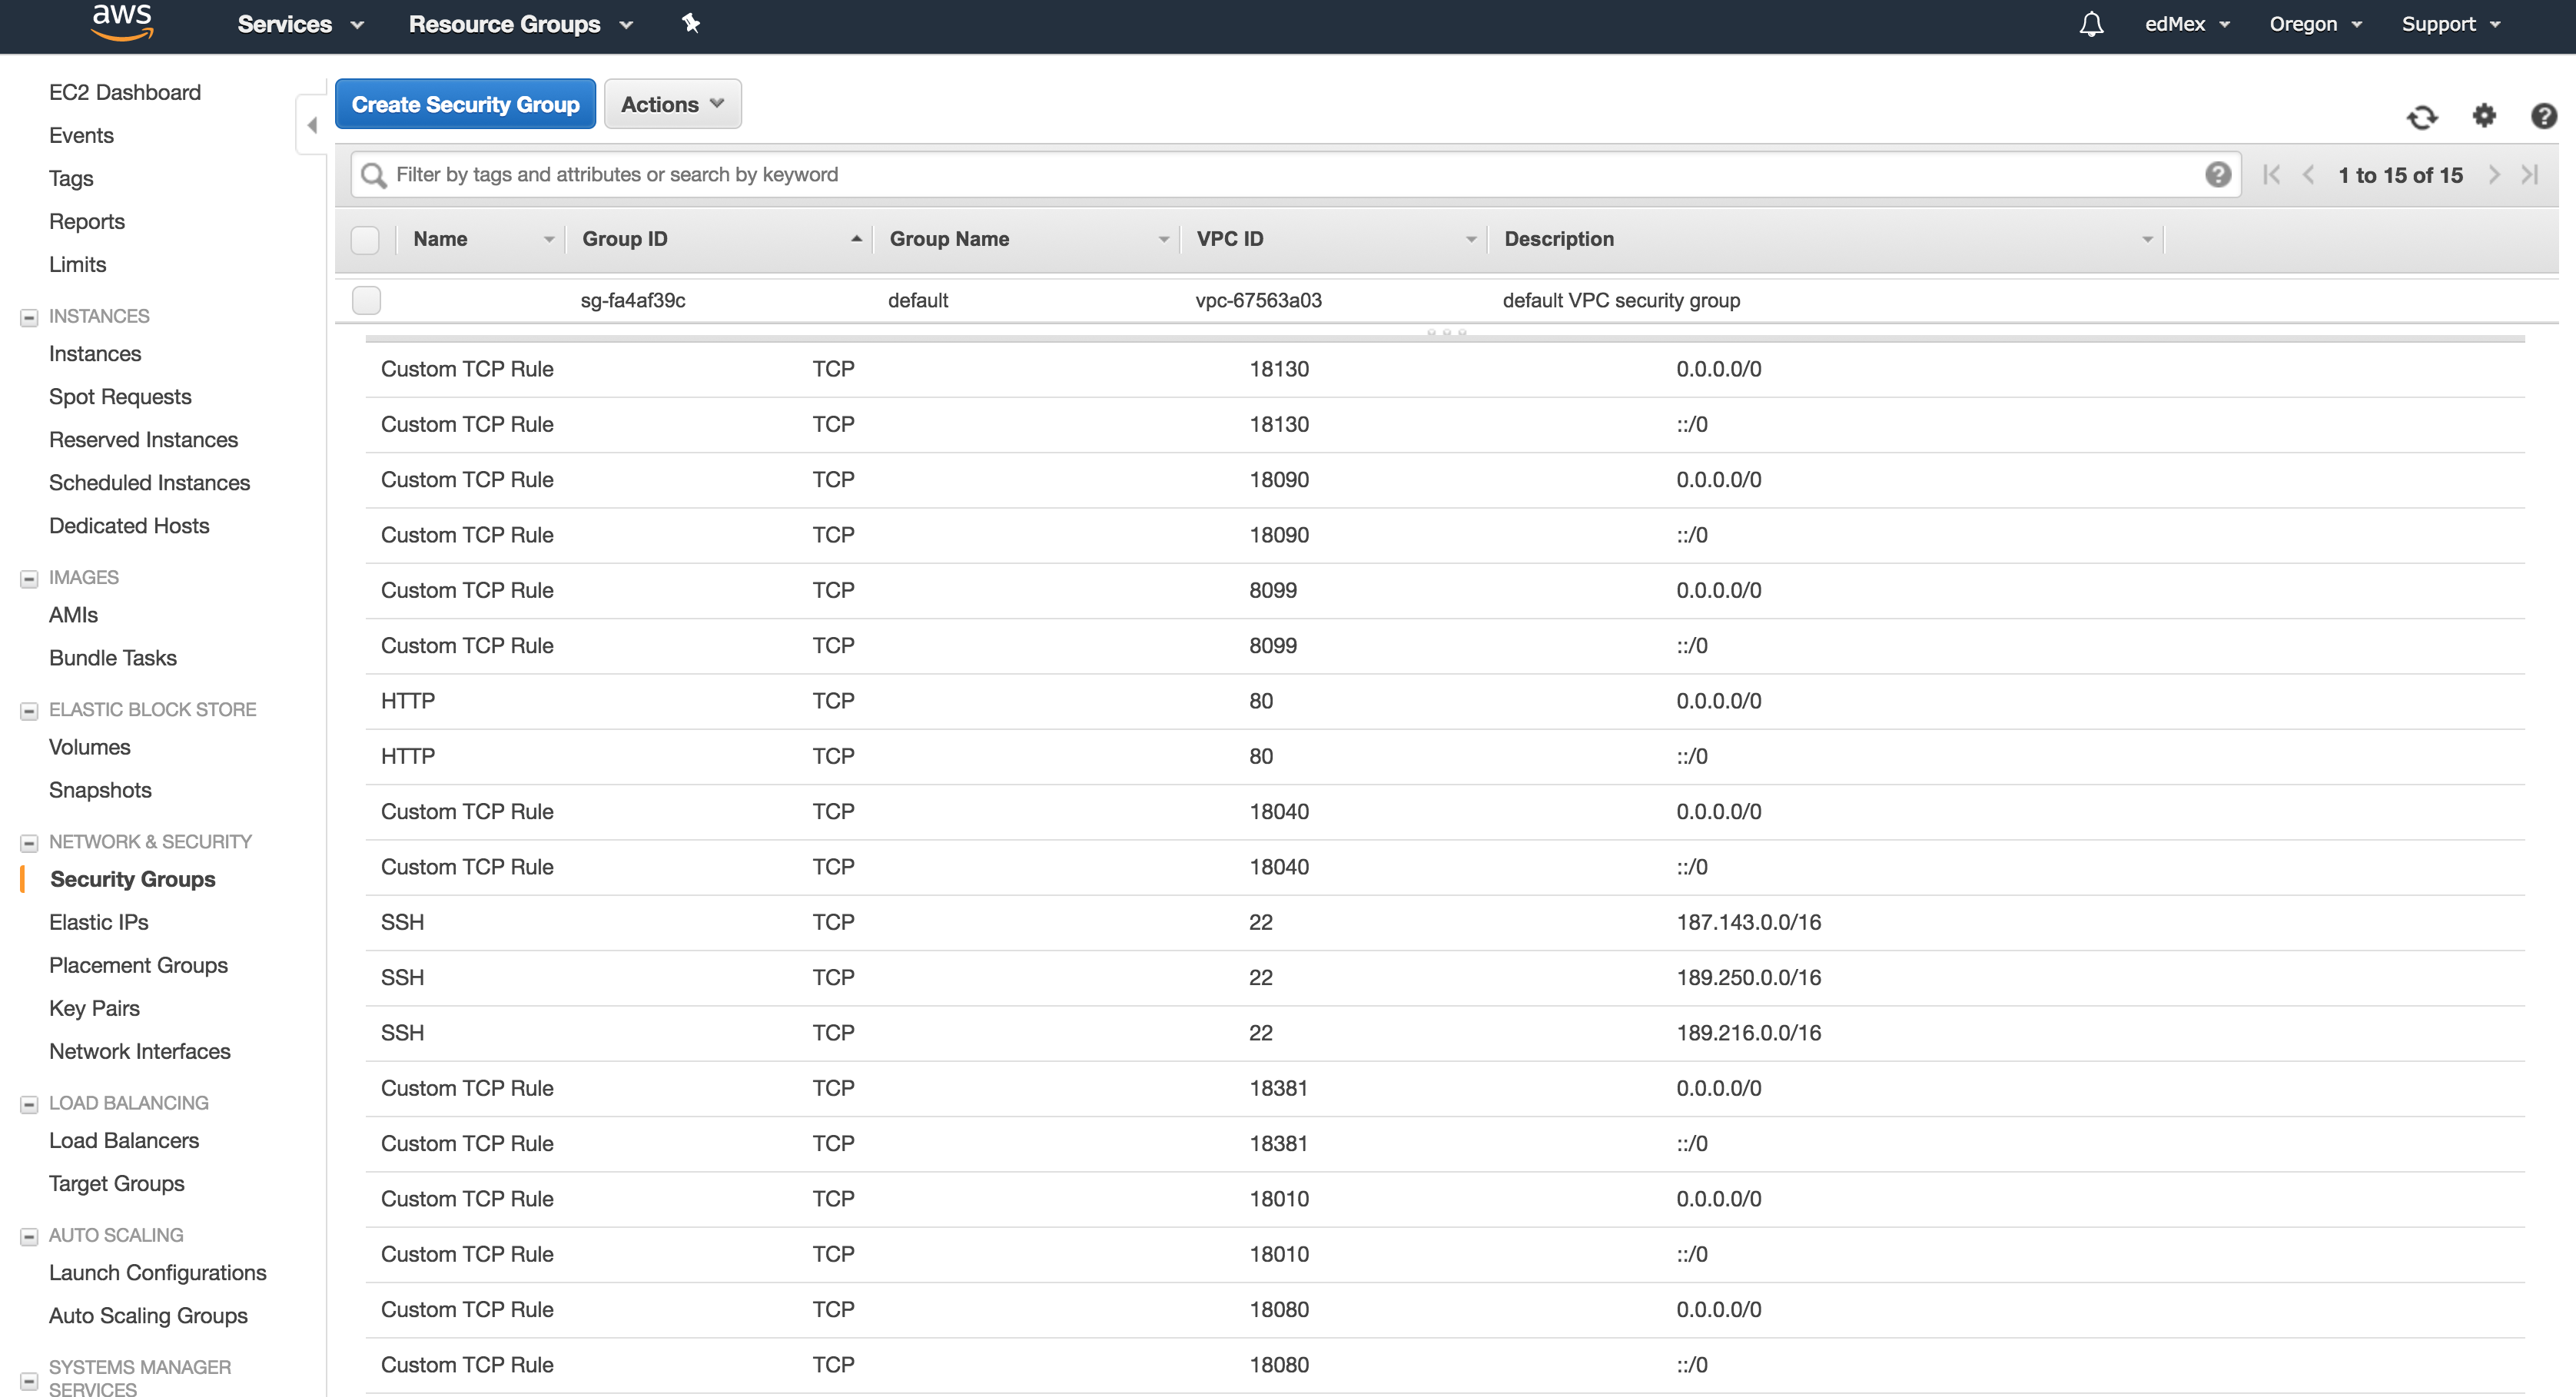 aws Services Resource Groups edMex Oregon Support
EC2 Dashboard
Events
Tags
Reports
Limits
INSTANCES
Instances
Spot Requests
Reserved Instances
Scheduled Instances
Dedicated Hosts
IMAGES
AMIs
Bundle Tasks
ELASTIC BLOCK STORE
Volumes
Snapshots
NETWORK & SECURITY
Security Groups
Elastic IPs
Placement Groups
Key Pairs
Network Interfaces
LOAD BALANCING
Load Balancers
Target Groups
AUTO SCALING
Launch Configurations
Auto Scaling Groups
SYSTEMS MANAGER
SERVICES
Create Security Group Actions
Filter by tags and attributes or search by keyword 1 to 15 of 15
Name Group ID Group Name VPC ID Description
sg-fa4af39c default vpc-67563a03 default VPC security group
Custom TCP Rule TCP 18130 0.0.0.0/0
Custom TCP Rule TCP 18130 ::/0
Custom TCP Rule TCP 18090 0.0.0.0/0
Custom TCP Rule TCP 18090 ::/0
Custom TCP Rule TCP 8099 0.0.0.0/0
Custom TCP Rule TCP 8099 ::/0
HTTP TCP 80 0.0.0.0/0
HTTP TCP 80 ::/0
Custom TCP Rule TCP 18040 0.0.0.0/0
Custom TCP Rule TCP 18040 ::/0
SSH TCP 22 187.143.0.0/16
SSH TCP 22 189.250.0.0/16
SSH TCP 22 189.216.0.0/16
Custom TCP Rule TCP 18381 0.0.0.0/0
Custom TCP Rule TCP 18381 ::/0
Custom TCP Rule TCP 18010 0.0.0.0/0
Custom TCP Rule TCP 18010 ::/0
Custom TCP Rule TCP 18080 0.0.0.0/0
Custom TCP Rule TCP 18080 ::/0